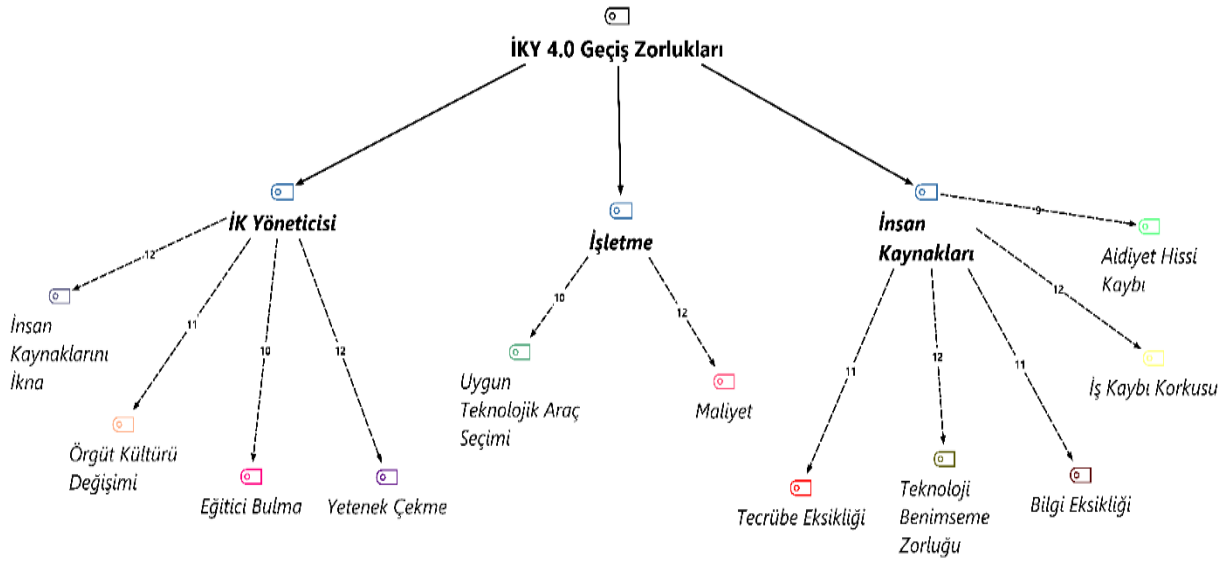 İKY 4.0 Geçiş Zorlukları
İK Yöneticisi
İşletme
İnsan
Kaynakları
9
Aidiyet Hissi
Kaybı
12
İnsan
Kaynaklarını
İkna
11
Örgüt Kültürü
Değişimi
10
Eğitici Bulma
12
Yetenek Çekme
10
Uygun
Teknolojik Araç
Seçimi
12
Maliyet
11
Tecrübe Eksikliği
12
Teknoloji
Benimseme
Zorluğu
11
Bilgi Eksikliği
12
İş Kaybı Korkusu